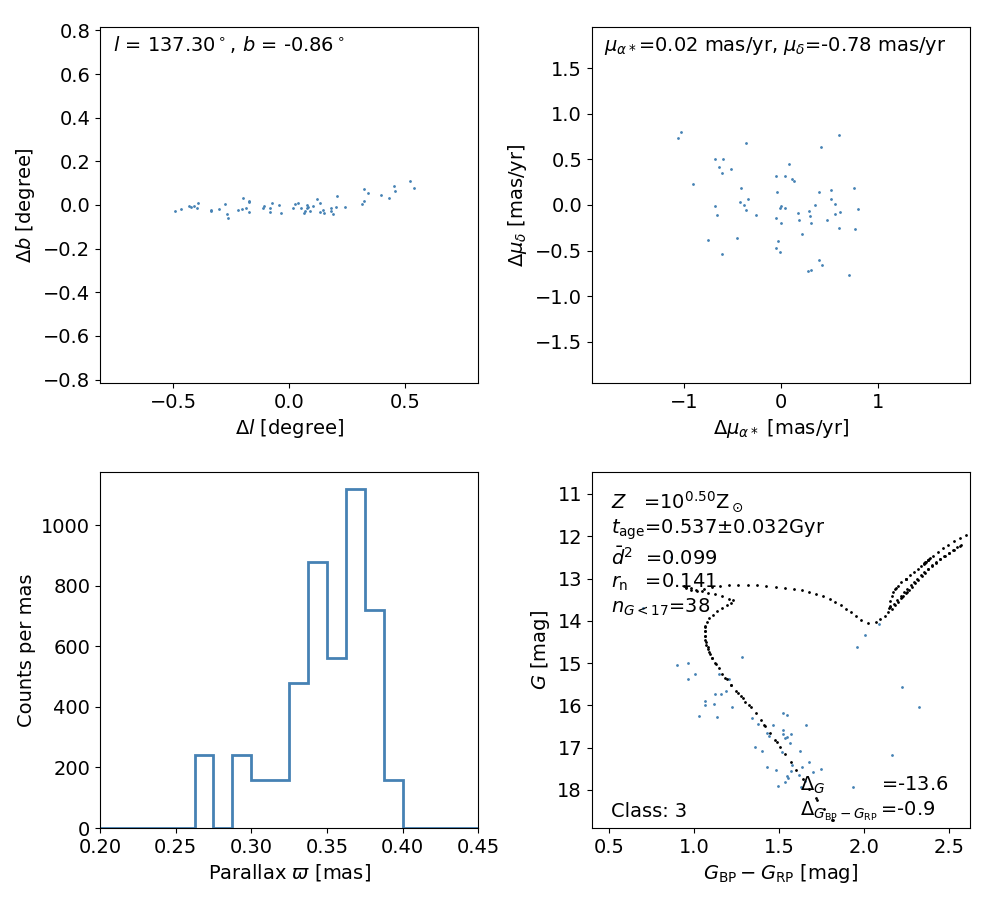 l = 137.30°, b = -0.86°
0.8
0.6
0.4
0.2
0.0
−0.2
−0.4
−0.6
−0.8
Δb [degree]
−0.5 0.0 0.5
Δl [degree]
μα*=0.02 mas/yr, μδ=-0.78 mas/yr
1.5
1.0
0.5
0.0
−0.5
−1.0
−1.5
Δμδ [mas/yr]
−1 0 1
Δμα* [mas/yr]
1000
800
600
400
200
0
Counts per mas
0.20 0.25 0.30 0.35 0.40 0.45
Parallax ϖ [mas]
Z =10^0.50 Z⊙
t_age=0.537±0.032Gyr
d̄² =0.099
r_n =0.141
n_G<17=38
11
12
13
14
15
16
17
18
G [mag]
Δ_G =-13.6
Δ_GBP−GRP =-0.9
Class: 3
0.5 1.0 1.5 2.0 2.5
G_BP − G_RP [mag]